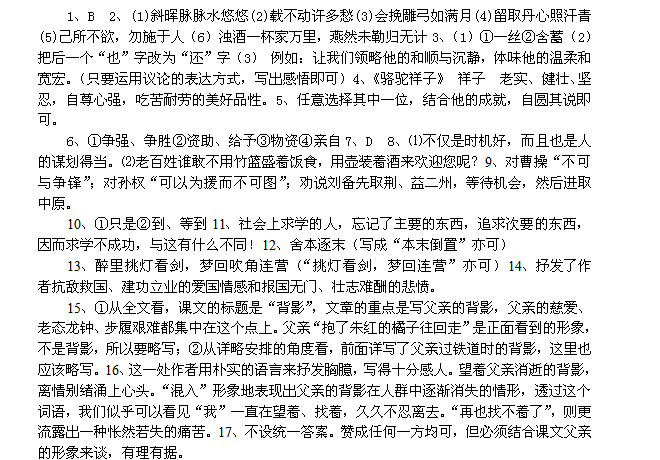 1、B  2、(1)斜晖脉脉水悠悠(2)载不动许多愁(3)会挽雕弓如满月(4)留取丹心照汗青
(5)己所不欲，勿施于人（6）浊酒一杯家万里，燕然未勒归无计 3、（1）①一丝②含蓄（2）
把后一个“也”字改为“还”字（3） 例如：让我们领略他的和顺与沉静，体味他的温柔和
宽宏。（只要运用议论的表达方式，写出感悟即可）4、《骆驼祥子》 祥子  老实、健壮、坚
忍，自尊心强，吃苦耐劳的美好品性。5、任意选择其中一位，结合他的成就，自圆其说即
可。
6、①争强、争胜②资助、给予③物资④亲自 7、D  8、⑴不仅是时机好，而且也是人
的谋划得当。⑵老百姓谁敢不用竹篮盛着饭食，用壶装着酒来欢迎您呢？9、对曹操“不可
与争锋”；对孙权“可以为援而不可图”；劝说刘备先取荆、益二州，等待机会，然后进取
中原。
10、①只是②到、等到 11、社会上求学的人，忘记了主要的东西，追求次要的东西，
因而求学不成功，与这有什么不同！12、舍本逐末（写成“本末倒置”亦可）
13、醉里挑灯看剑，梦回吹角连营（“挑灯看剑，梦回连营”亦可）14、抒发了作
者抗敌救国、建功立业的爱国情感和报国无门、壮志难酬的悲愤。
15、①从全文看，课文的标题是“背影”，文章的重点是写父亲的背影，父亲的慈爱、
老态龙钟、步履艰难都集中在这个点上。父亲“抱了朱红的橘子往回走”是正面看到的形象，
不是背影，所以要略写；②从详略安排的角度看，前面详写了父亲过铁道时的背影，这里也
应该略写。16、这一处作者用朴实的语言来抒发胸臆，写得十分感人。望着父亲消逝的背影，
离情别绪涌上心头。“混入”形象地表现出父亲的背影在人群中逐渐消失的情形，透过这个
词语，我们似乎可以看见“我”一直在望着、找着，久久不忍离去。“再也找不着了”，则更
流露出一种怅然若失的痛苦。17、不设统一答案。赞成任何一方均可，但必须结合课文父亲
的形象来谈，有理有据。